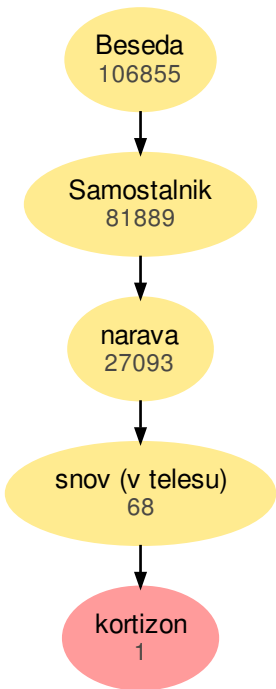 Beseda
106855
Samostalnik
81889
narava
27093
snov (v telesu)
68
kortizon
1